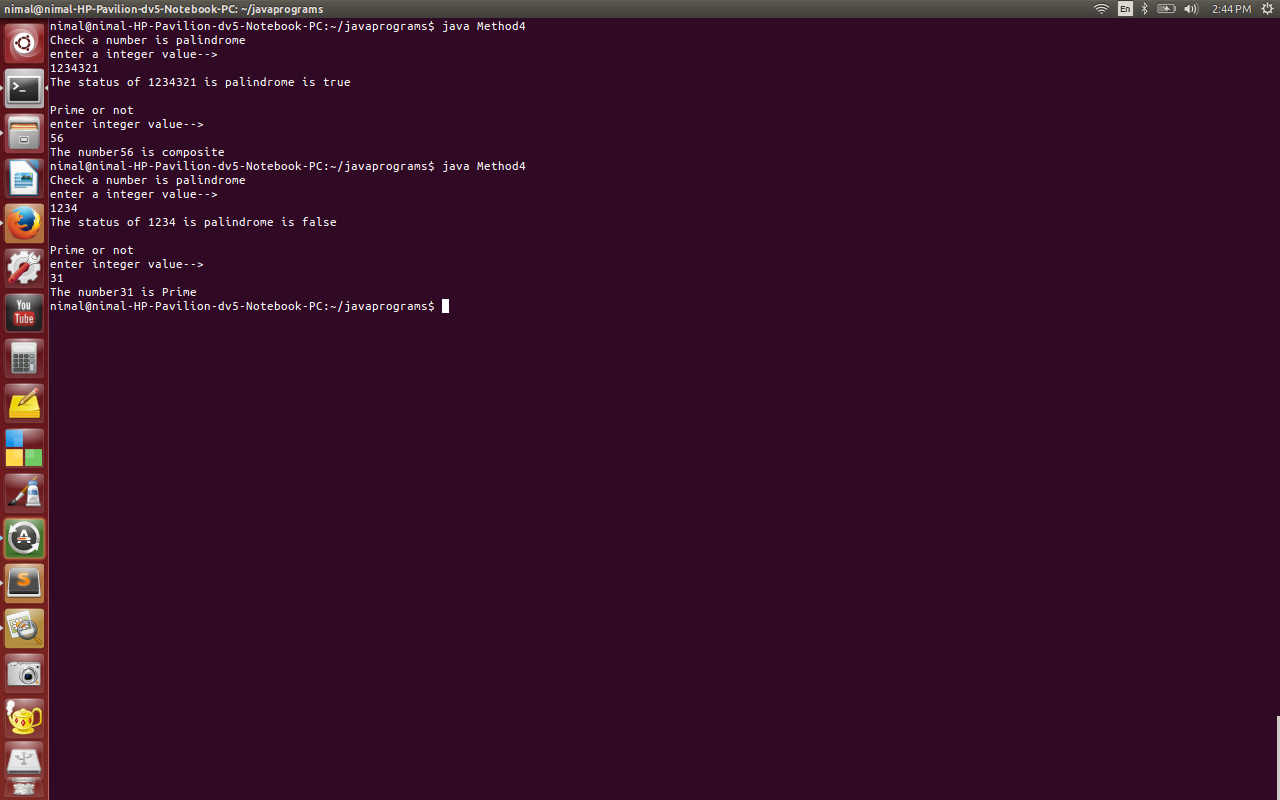 nimal@nimal-HP-Pavilion-dv5-Notebook-PC: ~/javaprograms
En
2:44 PM
nimal@nimal-HP-Pavilion-dv5-Notebook-PC:~/javaprograms$ java Method4
Check a number is palindrome
enter a integer value-->
1234321
The status of 1234321 is palindrome is true

Prime or not
enter integer value-->
56
The number56 is composite
nimal@nimal-HP-Pavilion-dv5-Notebook-PC:~/javaprograms$ java Method4
Check a number is palindrome
enter a integer value-->
1234
The status of 1234 is palindrome is false

Prime or not
enter integer value-->
31
The number31 is Prime
nimal@nimal-HP-Pavilion-dv5-Notebook-PC:~/javaprograms$
>_
You
Tube
A
S